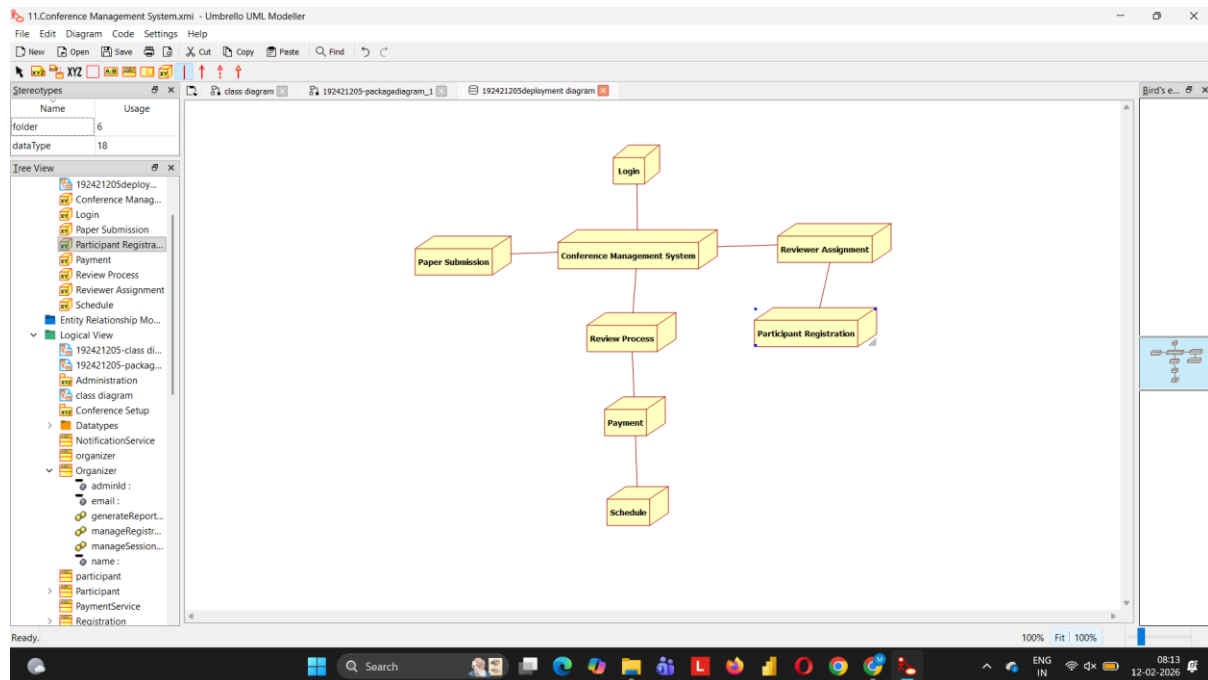 11.Conference Management System.xmi - Umbrello UML Modeller
File Edit Diagram Code Settings Help
New Open Save Cut Copy Paste Find
XYZ
Stereotypes
class diagram 192421205-packagediagram_1 192421205deployment diagram
Bird's e...
Name Usage
folder 6
dataType 18
Tree View
192421205deploy...
Conference Manag...
Login
Paper Submission
Participant Registra...
Payment
Review Process
Reviewer Assignment
Schedule
Entity Relationship Mo...
Logical View
192421205-class di...
192421205-packag...
Administration
class diagram
Conference Setup
Datatypes
NotificationService
organizer
Organizer
adminId :
email :
generateReport...
manageRegistr...
manageSession...
name :
participant
Participant
PaymentService
Registration
Login
Paper Submission
Conference Management System
Reviewer Assignment
Review Process
Participant Registration
Payment
Schedule
Ready.
100% Fit 100%
Search
ENG
IN
08:13
12-02-2026